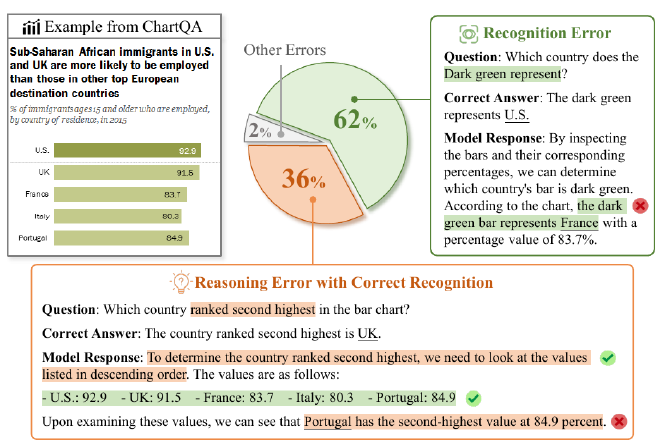 Example from ChartQA
Sub-Saharan African immigrants in U.S.
and UK are more likely to be employed
than those in other top European
destination countries
% of immigrants ages 15 and older who are employed,
by country of residence, in 2015
U.S. 92.9
UK 91.5
France 83.7
Italy 80.3
Portugal 84.9
Other Errors
2%
62%
36%
Recognition Error
Question: Which country does the
Dark green represent?
Correct Answer: The dark green
represents U.S.
Model Response: By inspecting
the bars and their corresponding
percentages, we can determine
which country's bar is dark green.
According to the chart, the dark
green bar represents France with a
percentage value of 83.7%.
Reasoning Error with Correct Recognition
Question: Which country ranked second highest in the bar chart?
Correct Answer: The country ranked second highest is UK.
Model Response: To determine the country ranked second highest, we need to look at the values
listed in descending order. The values are as follows:
- U.S.: 92.9 - UK: 91.5 - France: 83.7 - Italy: 80.3 - Portugal: 84.9
Upon examining these values, we can see that Portugal has the second-highest value at 84.9 percent.